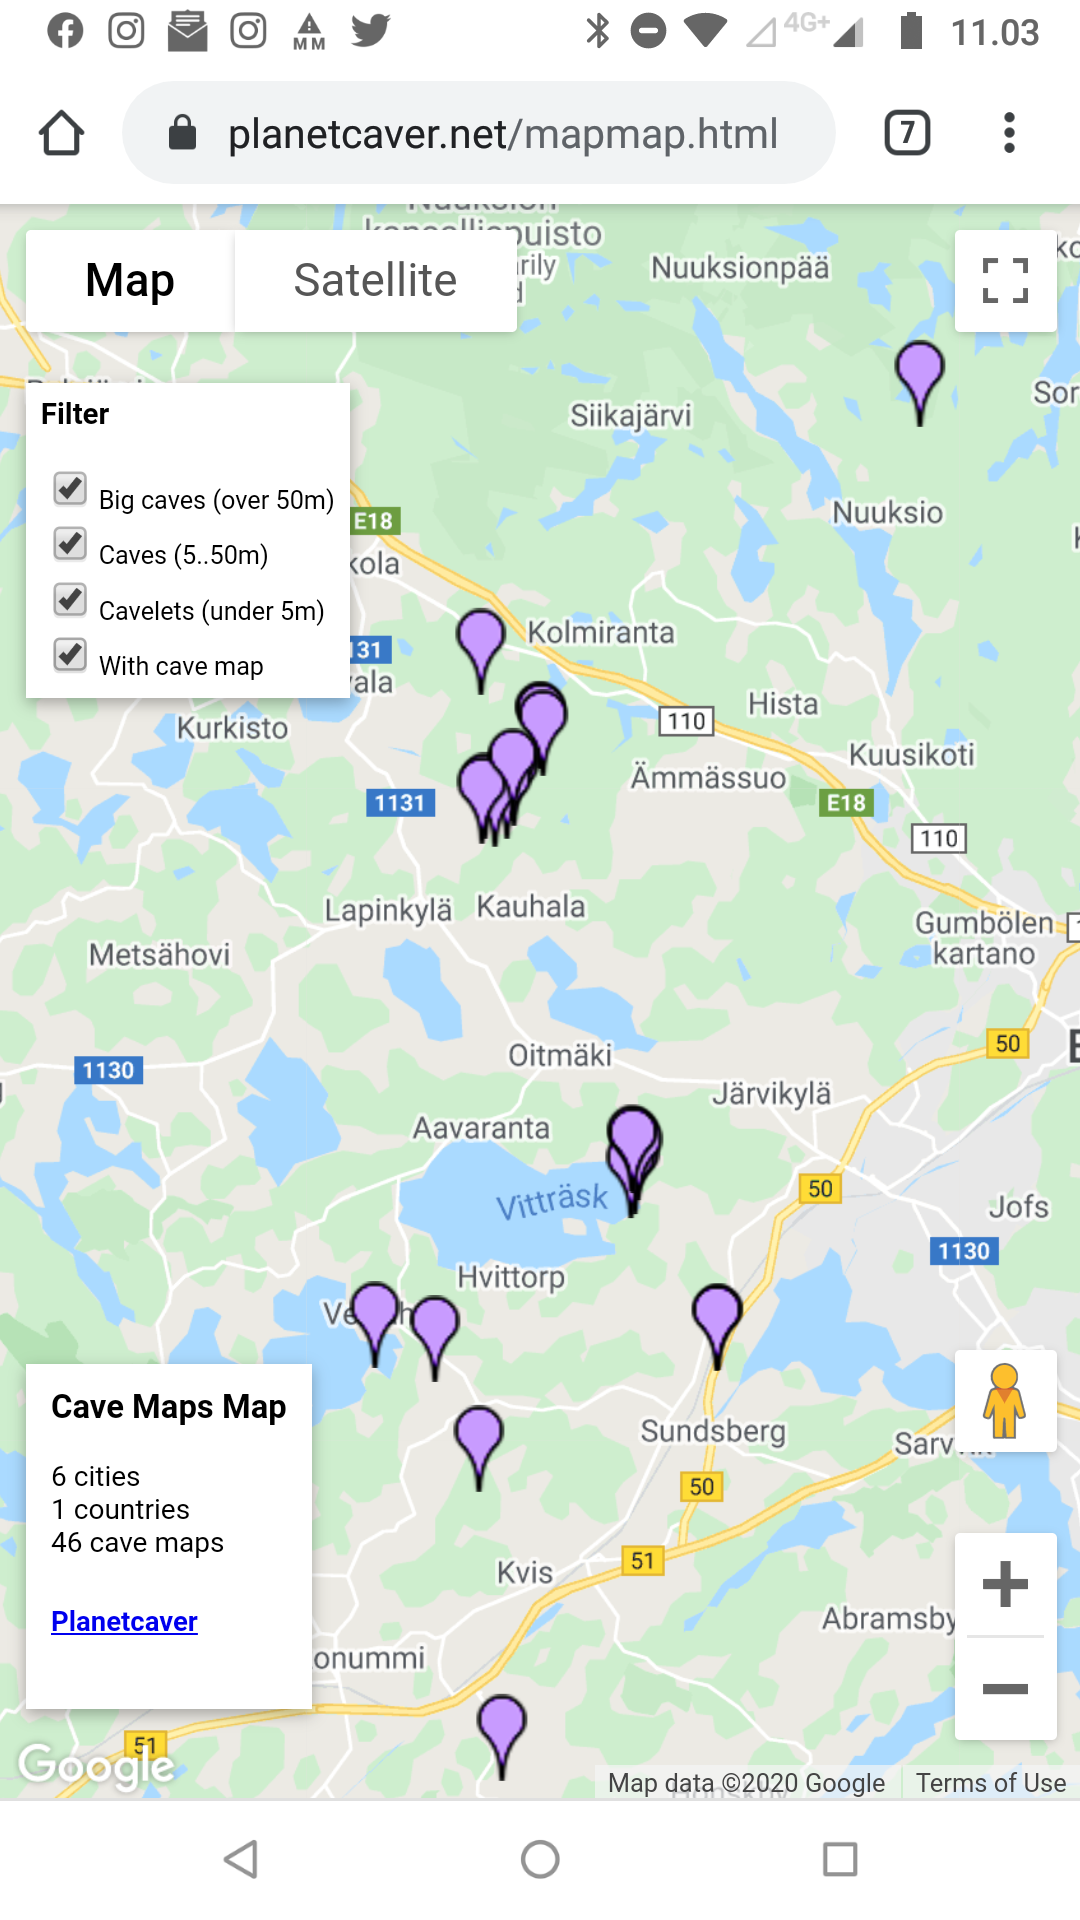 MM
4G+
11.03
planetcaver.net/mapmap.html
7
Nuuksion
kansallispuisto
Map
Satellite
Nuuksionpää
Filter
Siikajärvi
Sor
Big caves (over 50m)
E18
Nuuksio
Caves (5..50m)
kola
Cavelets (under 5m)
Kolmiranta
131
With cave map
ala
Kurkisto
110
Hista
Kuusikoti
Ämmässuo
1131
E18
110
Lapinkylä
Kauhala
Gumbölen
kartano
Metsähovi
50
E
Oitmäki
1130
Järvikylä
Aavaranta
50
Vitträsk
Jofs
1130
Hvittorp
Cave Maps Map
Sundsberg
Sarv
6 cities
1 countries
46 cave maps
50
51
Kvis
Planetcaver
Abramsby
onummi
51
Google
Map data ©2020 Google
Terms of Use